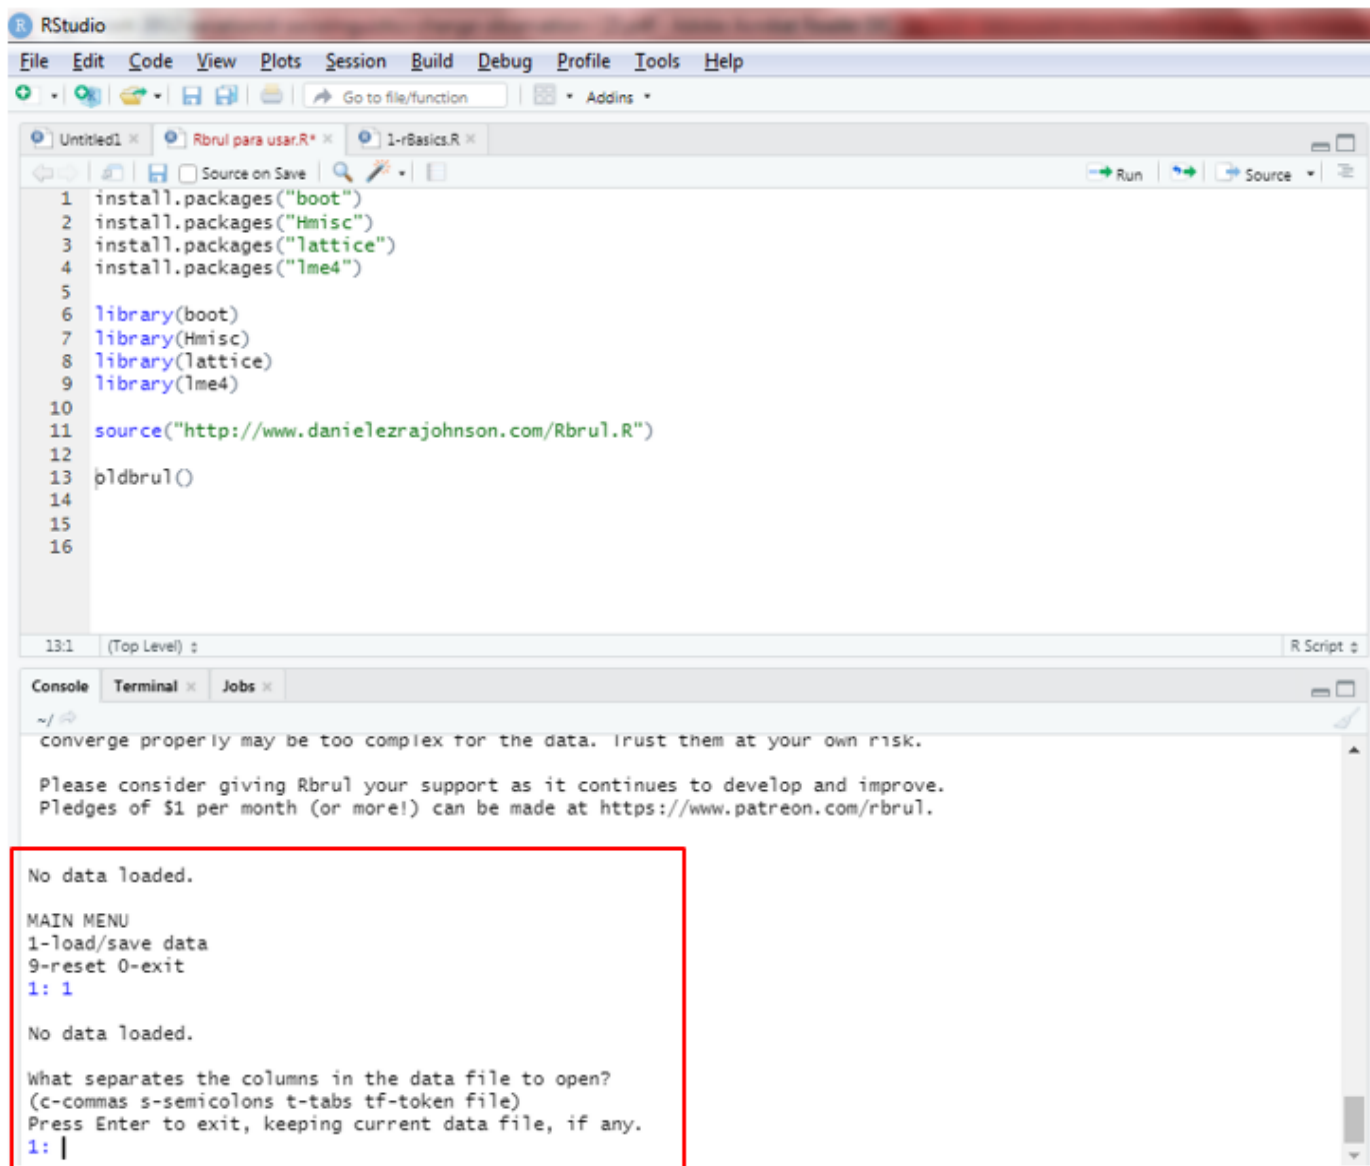 RStudio
File Edit Code View Plots Session Build Debug Profile Tools Help
Go to file/function Addins
Untitled1 Rbrul para usar.R* 1-rBasics.R
Source on Save Run Source
1 install.packages("boot")
2 install.packages("Hmisc")
3 install.packages("lattice")
4 install.packages("lme4")
5
6 library(boot)
7 library(Hmisc)
8 library(lattice)
9 library(lme4)
10
11 source("http://www.danielezrajohnson.com/Rbrul.R")
12
13 oldbrul()
14
15
16
13:1 (Top Level) R Script
Console Terminal Jobs
~/
converge properly may be too complex for the data. Trust them at your own risk.
Please consider giving Rbrul your support as it continues to develop and improve.
Pledges of $1 per month (or more!) can be made at https://www.patreon.com/rbrul.
No data loaded.
MAIN MENU
1-load/save data
9-reset 0-exit
1: 1
No data loaded.
What separates the columns in the data file to open?
(c-commas s-semicolons t-tabs tf-token file)
Press Enter to exit, keeping current data file, if any.
1: